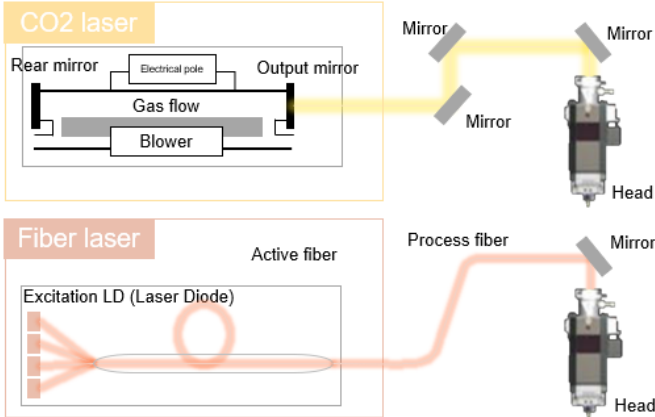 CO2 laser
Rear mirror
Electrical pole
Output mirror
Gas flow
Blower
Mirror
Mirror
Mirror
Head
Fiber laser
Active fiber
Process fiber
Mirror
Excitation LD (Laser Diode)
Head